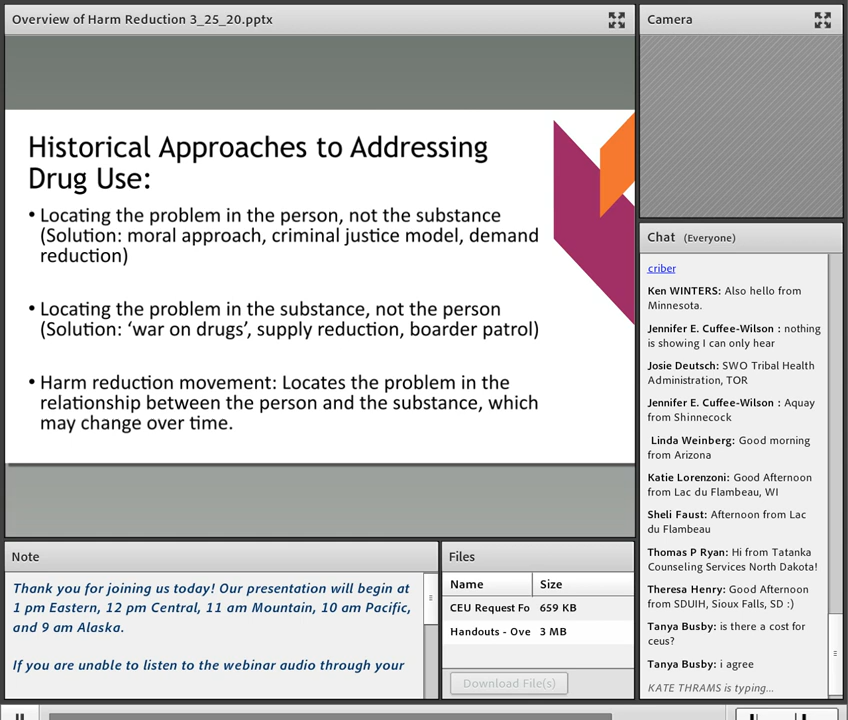 Overview of Harm Reduction 3_25_20.pptx
Historical Approaches to Addressing
Drug Use:
• Locating the problem in the person, not the substance
(Solution: moral approach, criminal justice model, demand
reduction)
• Locating the problem in the substance, not the person
(Solution: ‘war on drugs’, supply reduction, boarder patrol)
• Harm reduction movement: Locates the problem in the
relationship between the person and the substance, which
may change over time.
Note
Thank you for joining us today! Our presentation will begin at
1 pm Eastern, 12 pm Central, 11 am Mountain, 10 am Pacific,
and 9 am Alaska.
If you are unable to listen to the webinar audio through your
Files
Name Size
CEU Request Fo 659 KB
Handouts - Ove 3 MB
Download File(s)
Camera
Chat (Everyone)
criber
Ken WINTERS: Also hello from
Minnesota.
Jennifer E. Cuffee-Wilson : nothing
is showing I can only hear
Josie Deutsch: SWO Tribal Health
Administration, TOR
Jennifer E. Cuffee-Wilson : Aquay
from Shinnecock
Linda Weinberg: Good morning
from Arizona
Katie Lorenzoni: Good Afternoon
from Lac du Flambeau, WI
Sheli Faust: Afternoon from Lac
du Flambeau
Thomas P Ryan: Hi from Tatanka
Counseling Services North Dakota!
Theresa Henry: Good Afternoon
from SDUIH, Sioux Falls, SD :)
Tanya Busby: is there a cost for
ceus?
Tanya Busby: i agree
KATE THRAMS is typing...